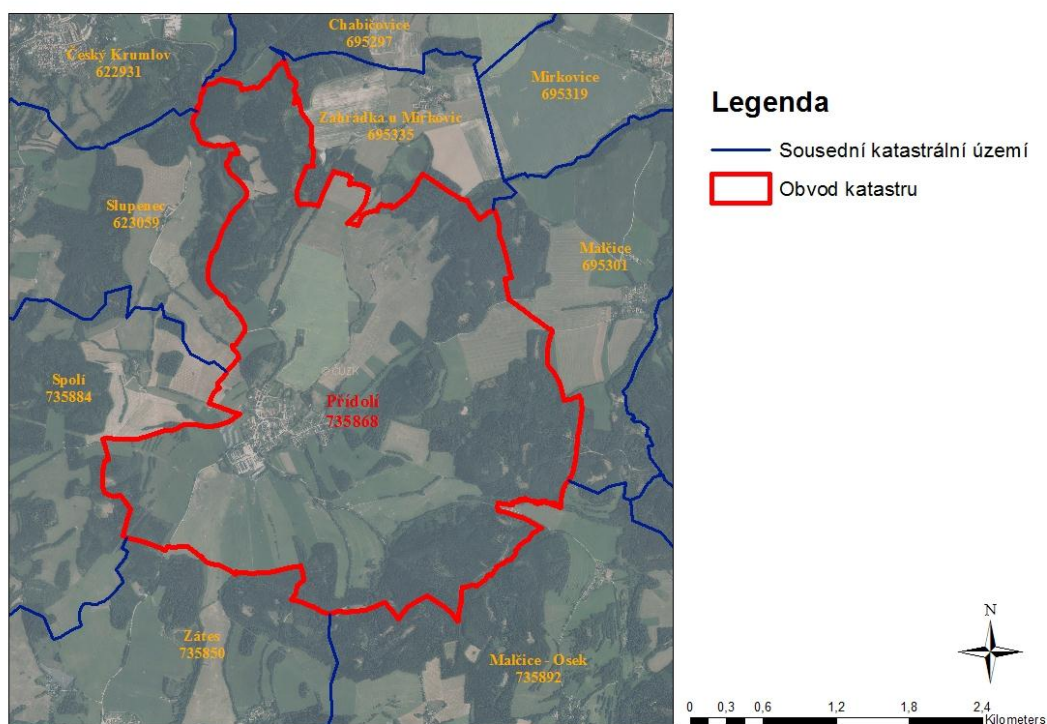 Chabičovice
695297
Český Krumlov
622931
Mirkovice
695319
Zahrádka u Mirkovic
695335
Slupenec
623059
Malčice
695301
© ČÚZK
Spolí
735884
Přídolí
735868
Zátes
735850
Malčice - Osek
735892
Legenda
Sousední katastrální území
Obvod katastru
N
0 0,3 0,6 1,2 1,8 2,4
Kilometers